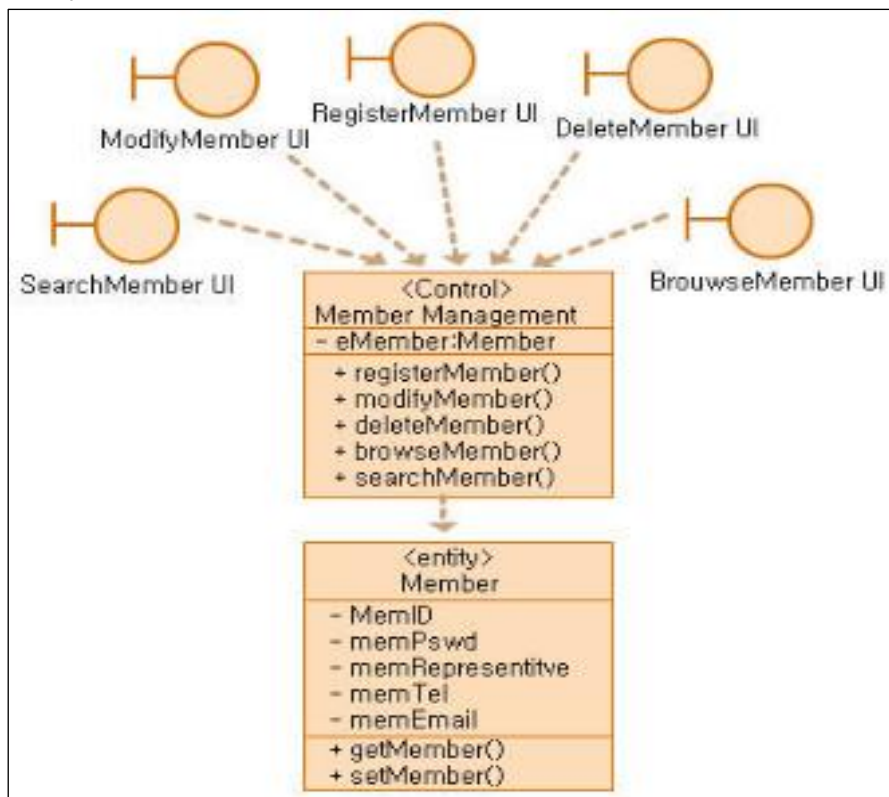 RegisterMember UI
ModifyMember UI
DeleteMember UI
SearchMember UI
BrouwseMember UI
<Control>
Member Management
- eMember:Member
+ registerMember()
+ modifyMember()
+ deleteMember()
+ browseMember()
+ searchMember()
<entity>
Member
- MemID
- memPswd
- memRepresentitve
- memTel
- memEmail
+ getMember()
+ setMember()